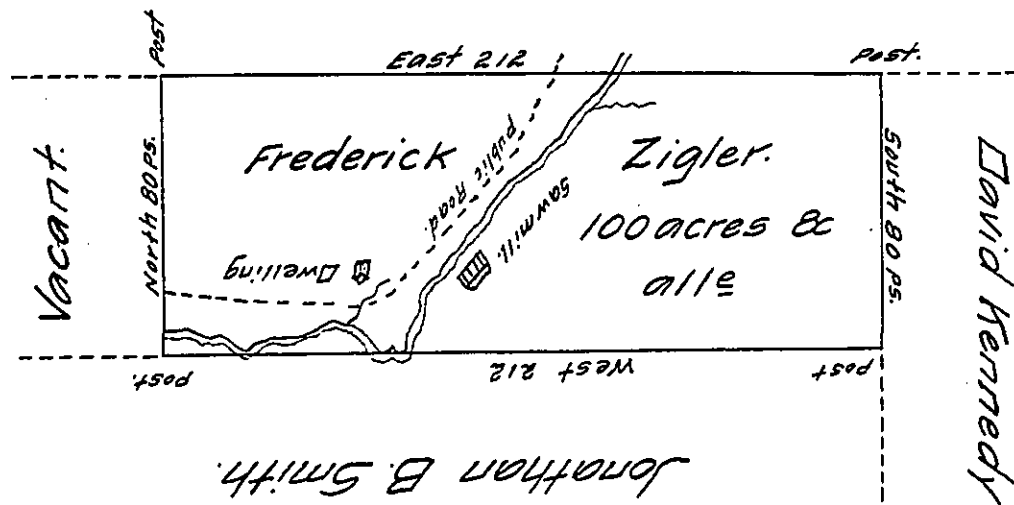 Post
East 212
Post.
Vacant.
North 80 ps.
Frederick Zigler.
Public Road.
Sawmill.
100 acres &c
allᵉ
South 80 ps.
David Kennedy
Dwelling
Post.
West 212
Post
Jonathan B. Smith.